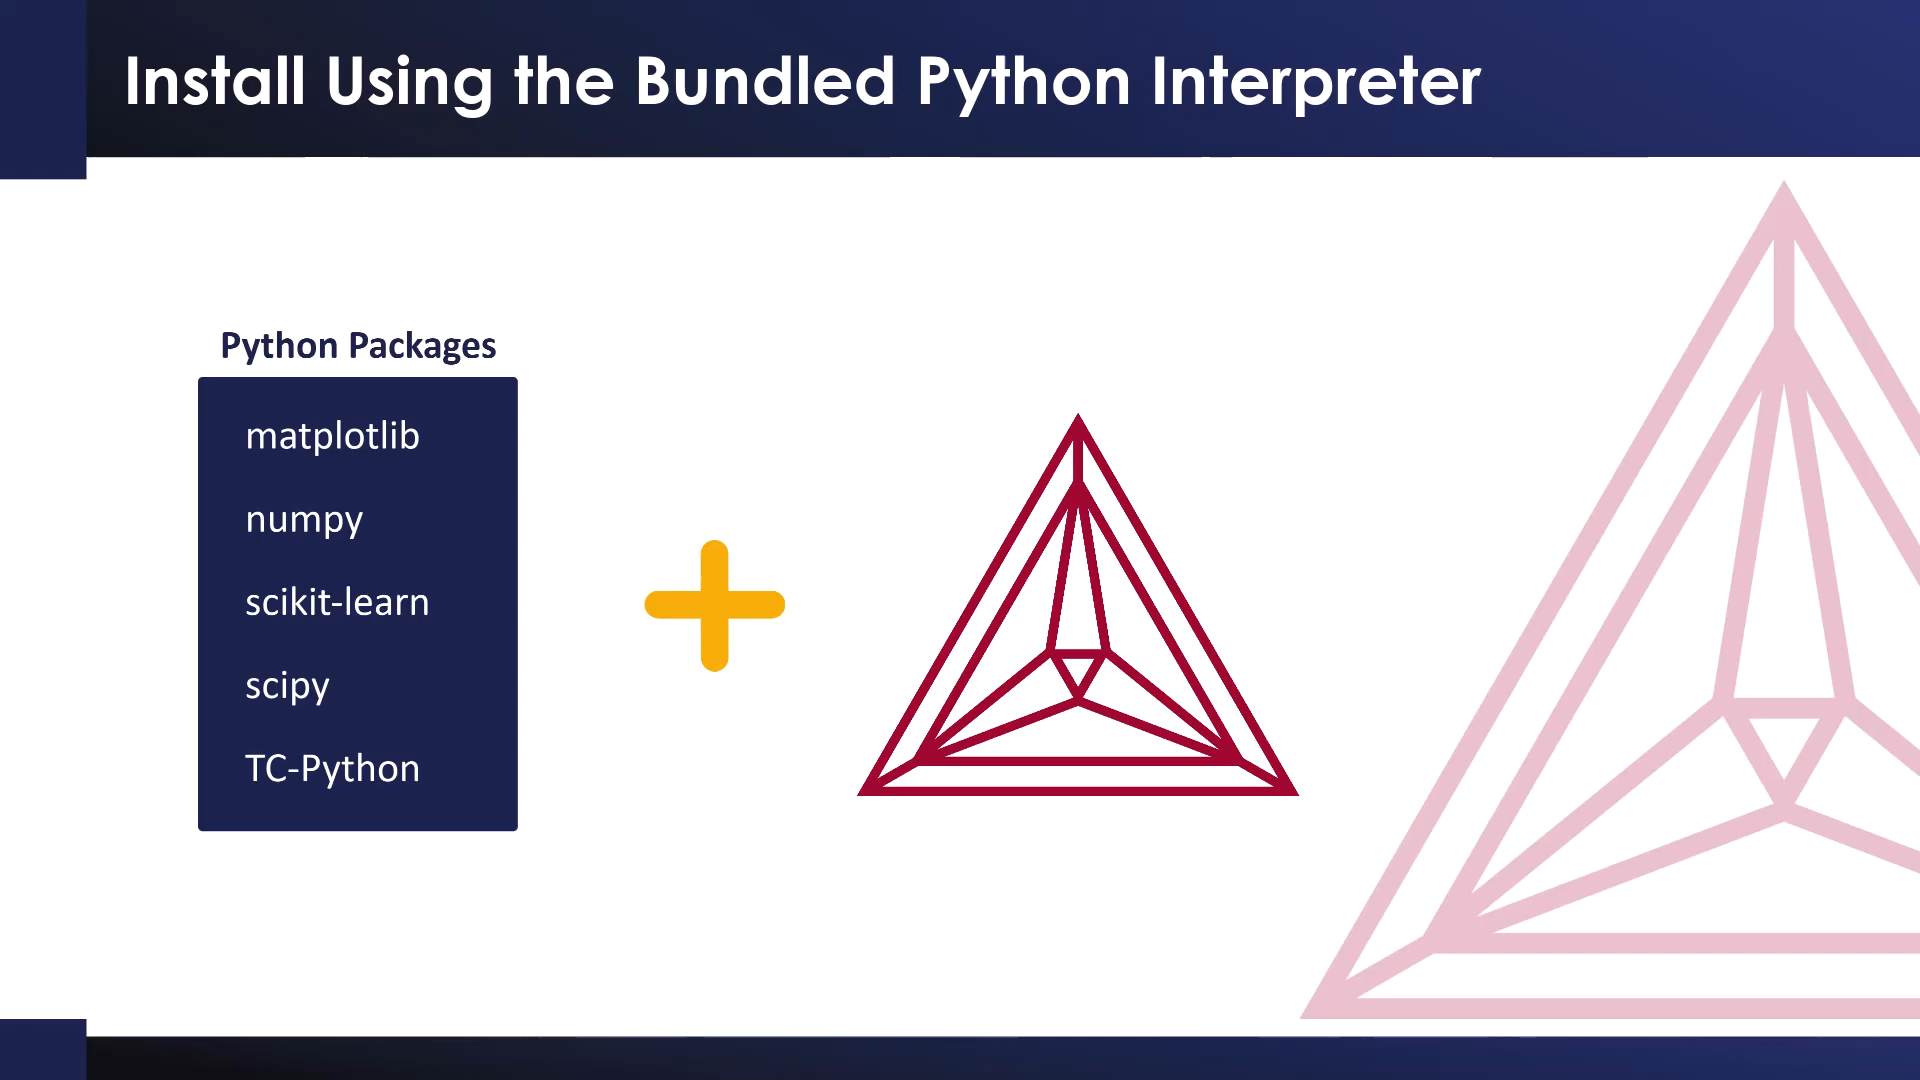 Install Using the Bundled Python Interpreter
Python Packages
matplotlib
numpy
scikit-learn
scipy
TC-Python